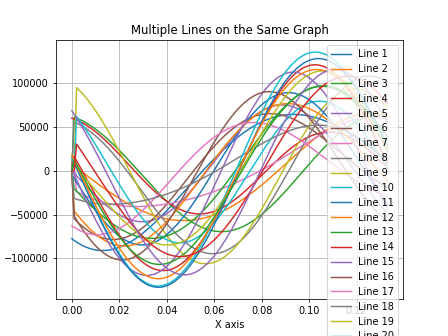 Multiple Lines on the Same Graph
100000
50000
0
−50000
−100000
0.00
0.02
0.04
0.06
0.08
0.10
X axis
Line 1
Line 2
Line 3
Line 4
Line 5
Line 6
Line 7
Line 8
Line 9
Line 10
Line 11
Line 12
Line 13
Line 14
Line 15
Line 16
Line 17
Line 18
Line 19
Line 20